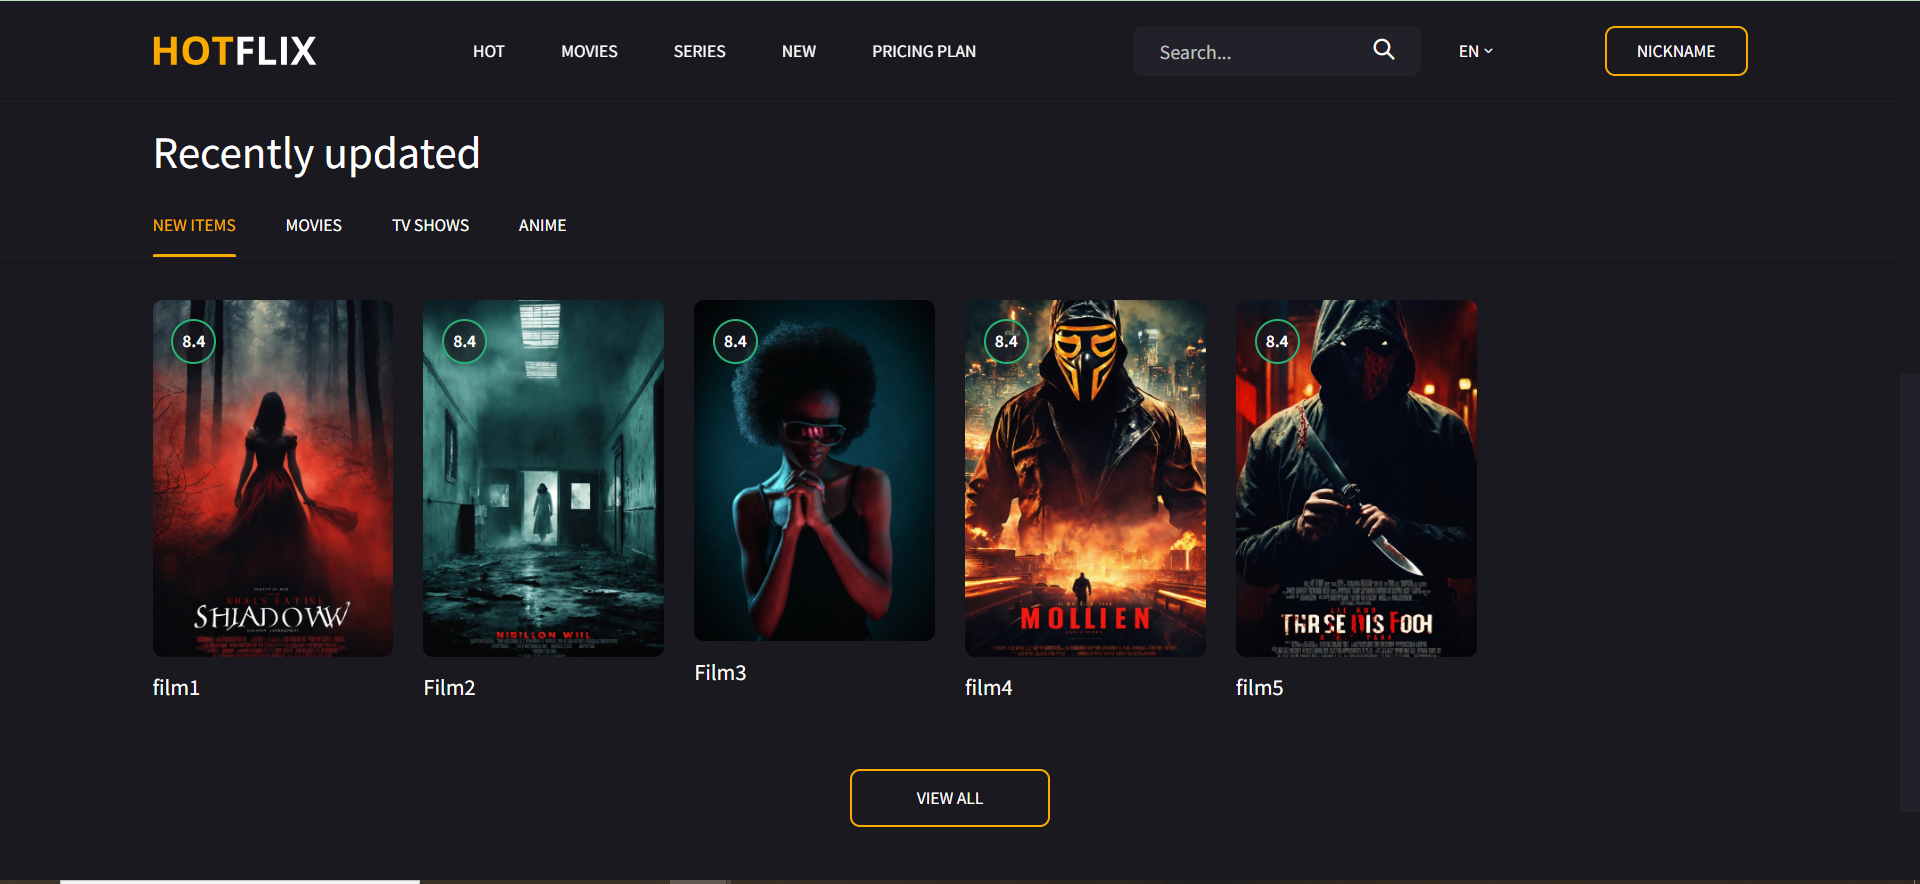 HOTFLIX
HOT MOVIES SERIES NEW PRICING PLAN
Search...
EN
NICKNAME
Recently updated
NEW ITEMS MOVIES TV SHOWS ANIME
8.4 8.4 8.4 8.4 8.4
SHIADOVW
NIRILLON WIIL
MOLLIEN
THRSE DIS FOOH
film1 Film2 Film3 film4 film5
VIEW ALL